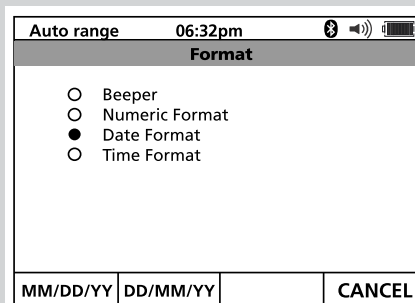 Auto range 06:32pm
Format
Beeper
Numeric Format
Date Format
Time Format
MM/DD/YY DD/MM/YY CANCEL